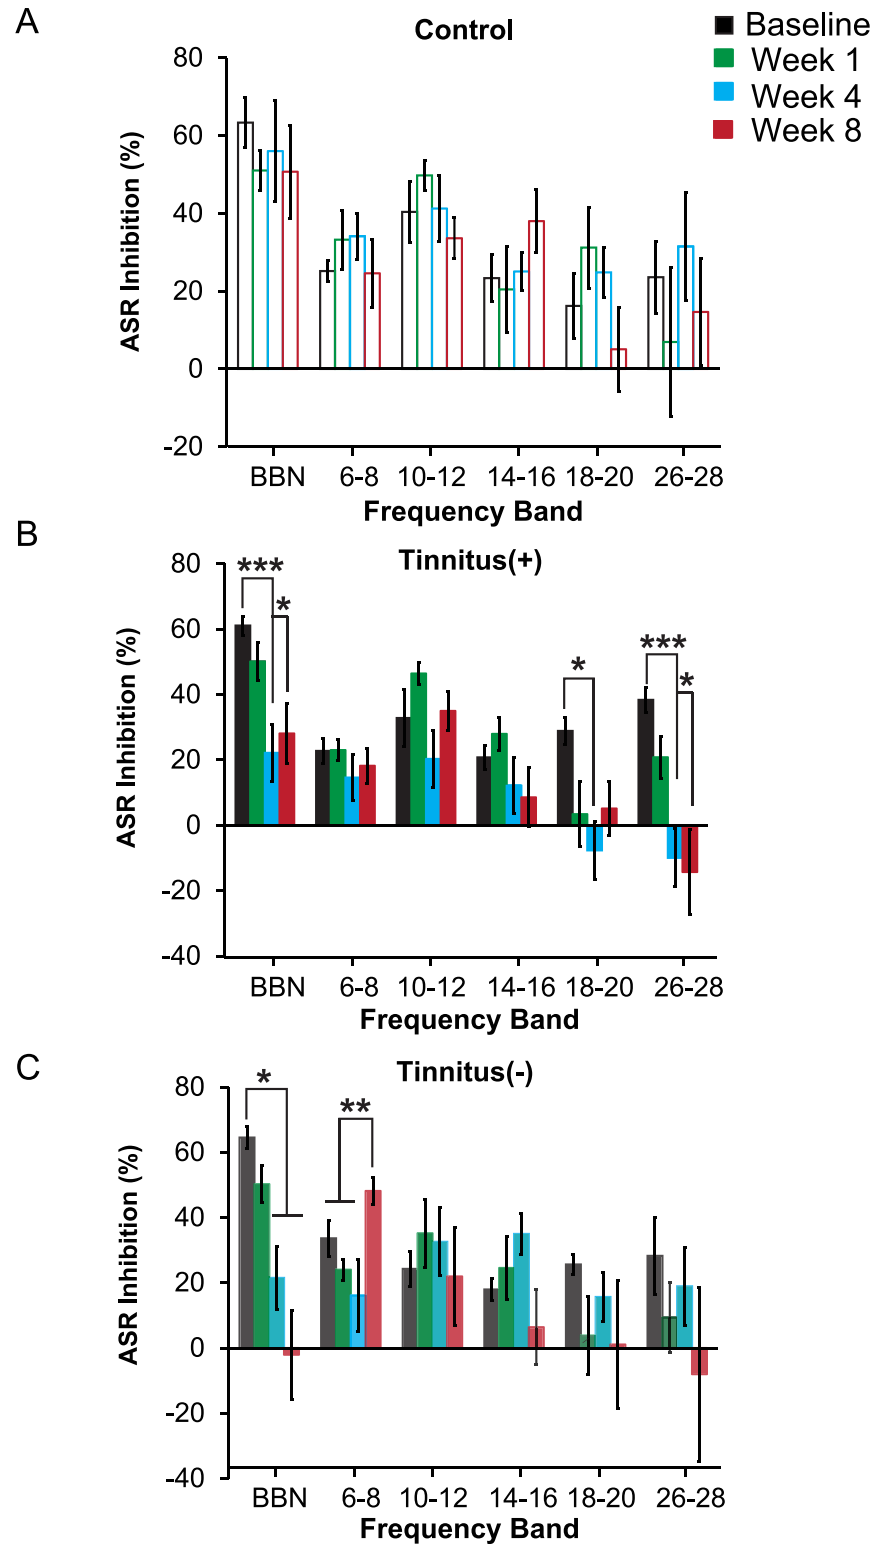 A
Control
Baseline
Week 1
Week 4
Week 8
ASR Inhibition (%)
80
60
40
20
0
-20
BBN 6-8 10-12 14-16 18-20 26-28
Frequency Band
B
Tinnitus(+)
ASR Inhibition (%)
80
60
40
20
0
-20
-40
*** * * *** *
BBN 6-8 10-12 14-16 18-20 26-28
Frequency Band
C
Tinnitus(-)
ASR Inhibition (%)
80
60
40
20
0
-20
-40
* **
BBN 6-8 10-12 14-16 18-20 26-28
Frequency Band